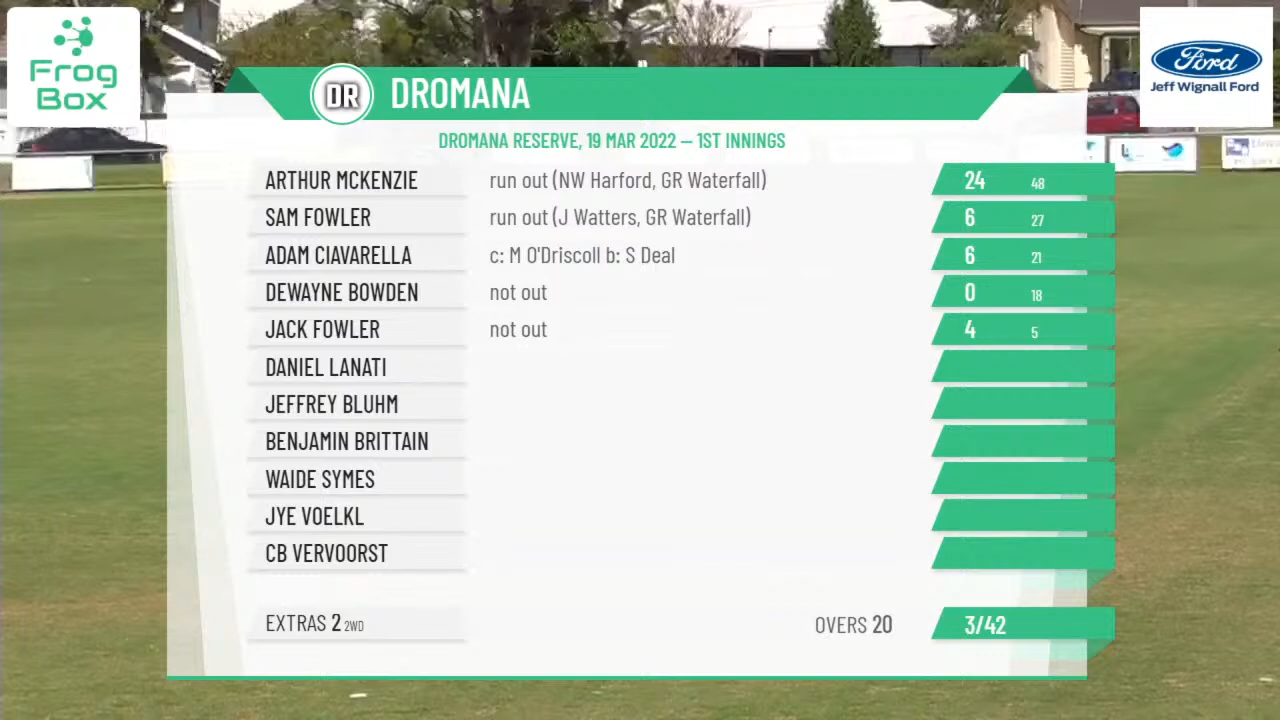 Frog
Box
DR DROMANA
Ford
Jeff Wignall Ford
DROMANA RESERVE, 19 MAR 2022 – 1ST INNINGS
ARTHUR MCKENZIE run out (NW Harford, GR Waterfall) 24 48
SAM FOWLER run out (J Watters, GR Waterfall) 6 27
ADAM CIAVARELLA c: M O'Driscoll b: S Deal 6 21
DEWAYNE BOWDEN not out 0 18
JACK FOWLER not out 4 5
DANIEL LANATI
JEFFREY BLUHM
BENJAMIN BRITTAIN
WAIDE SYMES
JYE VOELKL
CB VERVOORST
EXTRAS 2 2WD OVERS 20 3/42